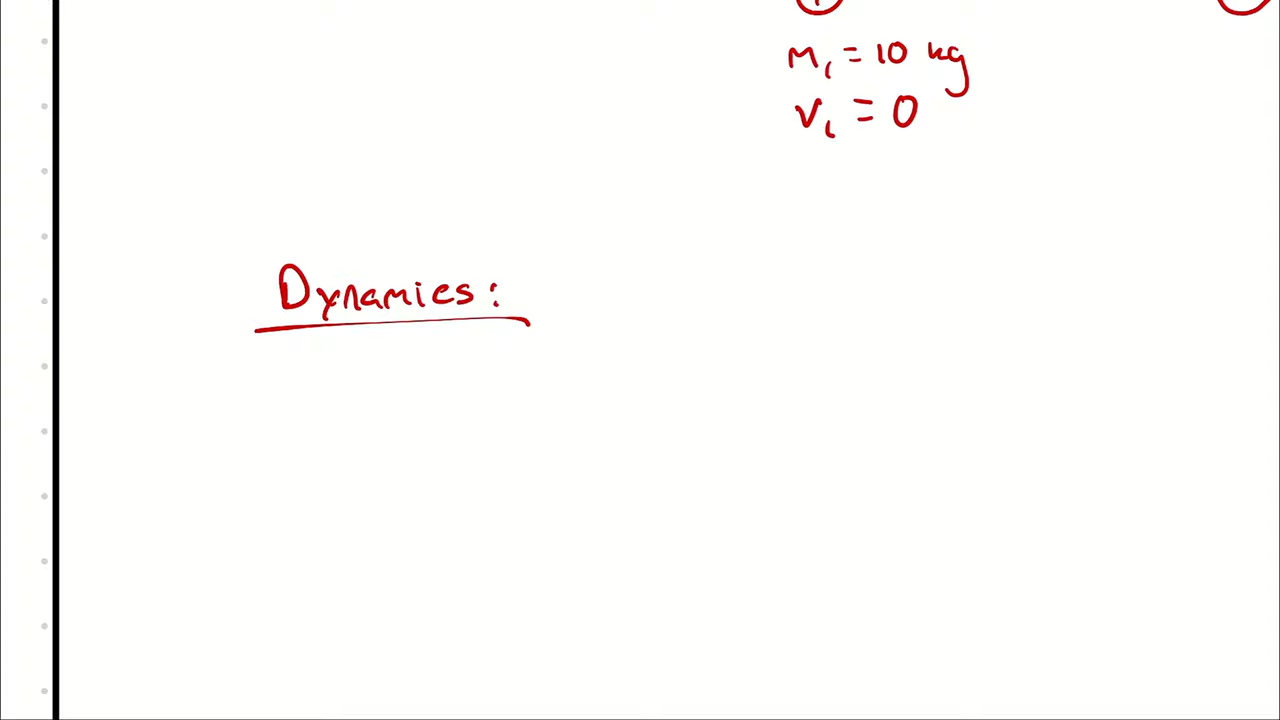 m₁ = 10 kg
v₁ = 0
Dynamics: